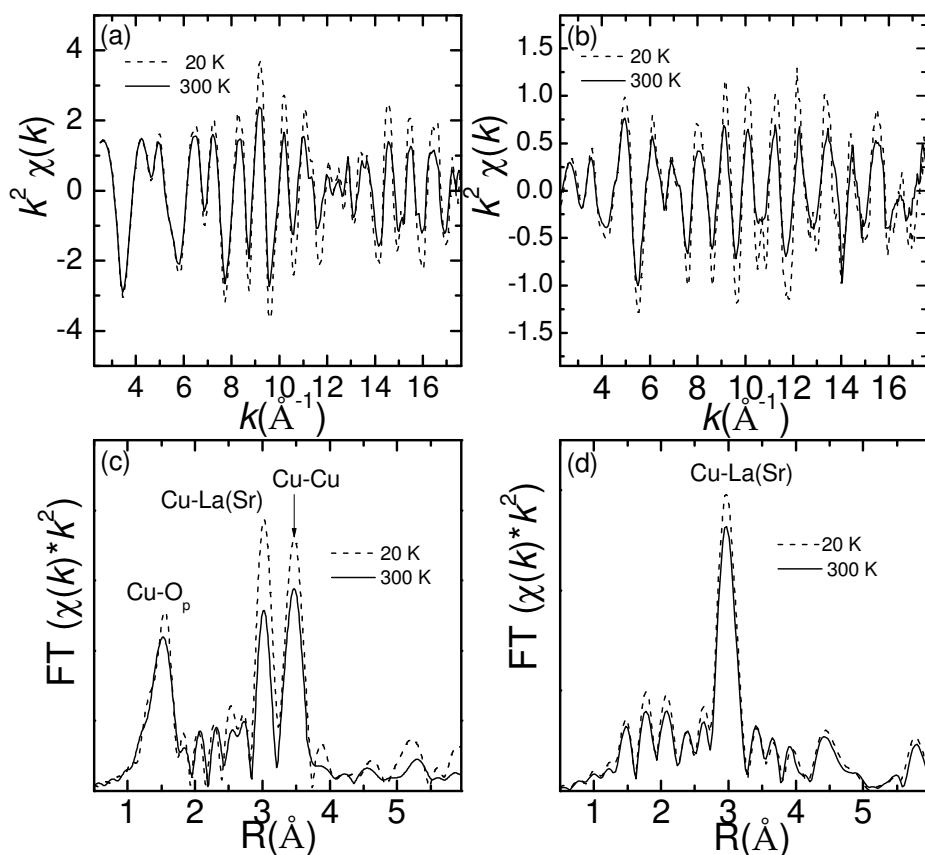 (a)
20 K
300 K
k² χ(k)
4
2
0
-2
-4
4 6 8 10 12 14 16
k(Å⁻¹)
(b)
20 K
300 K
k² χ(k)
1.5
1.0
0.5
0.0
-0.5
-1.0
-1.5
4 6 8 10 12 14 16
k(Å⁻¹)
(c)
Cu-Cu
Cu-La(Sr)
20 K
300 K
Cu-Oₚ
FT (χ(k)*k²)
1 2 3 4 5
R(Å)
(d)
Cu-La(Sr)
20 K
300 K
FT (χ(k)*k²)
1 2 3 4 5
R(Å)